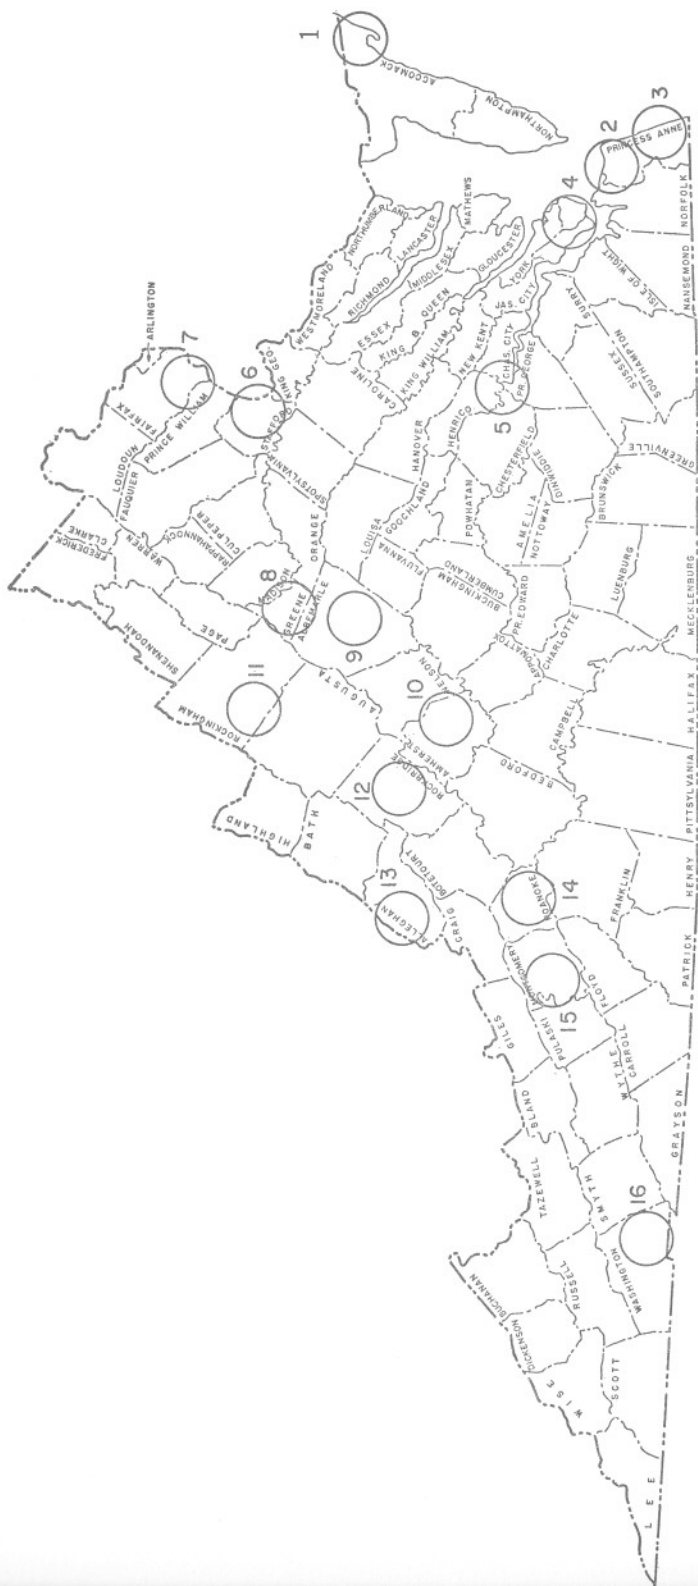 1
ACCOMACK
NORTHAMPTON
2
3
PRINCESS ANNE
4
NORFOLK
NANSEMOND
ISLE OF WIGHT
SURRY
SUSSEX
SOUTHAMPTON
GREENVILLE
NORTHUMBERLAND
LANCASTER
RICHMOND
WESTMORELAND
MATHEWS
MIDDLESEX
GLOUCESTER
ESSEX
KING & QUEEN
KING WILLIAM
YORK
JAS. CITY
NEW KENT
CHAS. CITY
PR. GEORGE
5
KING GEO.
CAROLINE
HANOVER
HENRICO
CHESTERFIELD
DINWIDDIE
BRUNSWICK
ARLINGTON
7
FAIRFAX
PRINCE WILLIAM
6
STAFFORD
SPOTSYLVANIA
LOUDOUN
FAUQUIER
CLARKE
FREDERICK
WARREN
RAPPAHANNOCK
CULPEPER
ORANGE
LOUISA
GOOCHLAND
FLUVANNA
POWHATAN
AMELIA
NOTTOWAY
CUMBERLAND
BUCKINGHAM
PR. EDWARD
LUENBURG
MECKLENBURG
CHARLOTTE
APPOMATTOX
8
MADISON
GREENE
ALBEMARLE
9
SHENANDOAH
PAGE
11
ROCKINGHAM
AUGUSTA
NELSON
10
AMHERST
ROCKBRIDGE
12
CAMPBELL
BEDFORD
HALIFAX
PITTSYLVANIA
HIGHLAND
BATH
13
ALLEGHANY
BOTETOURT
CRAIG
ROANOKE
14
FRANKLIN
HENRY
PATRICK
MONTGOMERY
15
FLOYD
GILES
PULASKI
BLAND
WYTHE
CARROLL
GRAYSON
TAZEWELL
SMYTH
16
WASHINGTON
RUSSELL
BUCHANAN
DICKENSON
WISE
SCOTT
LEE